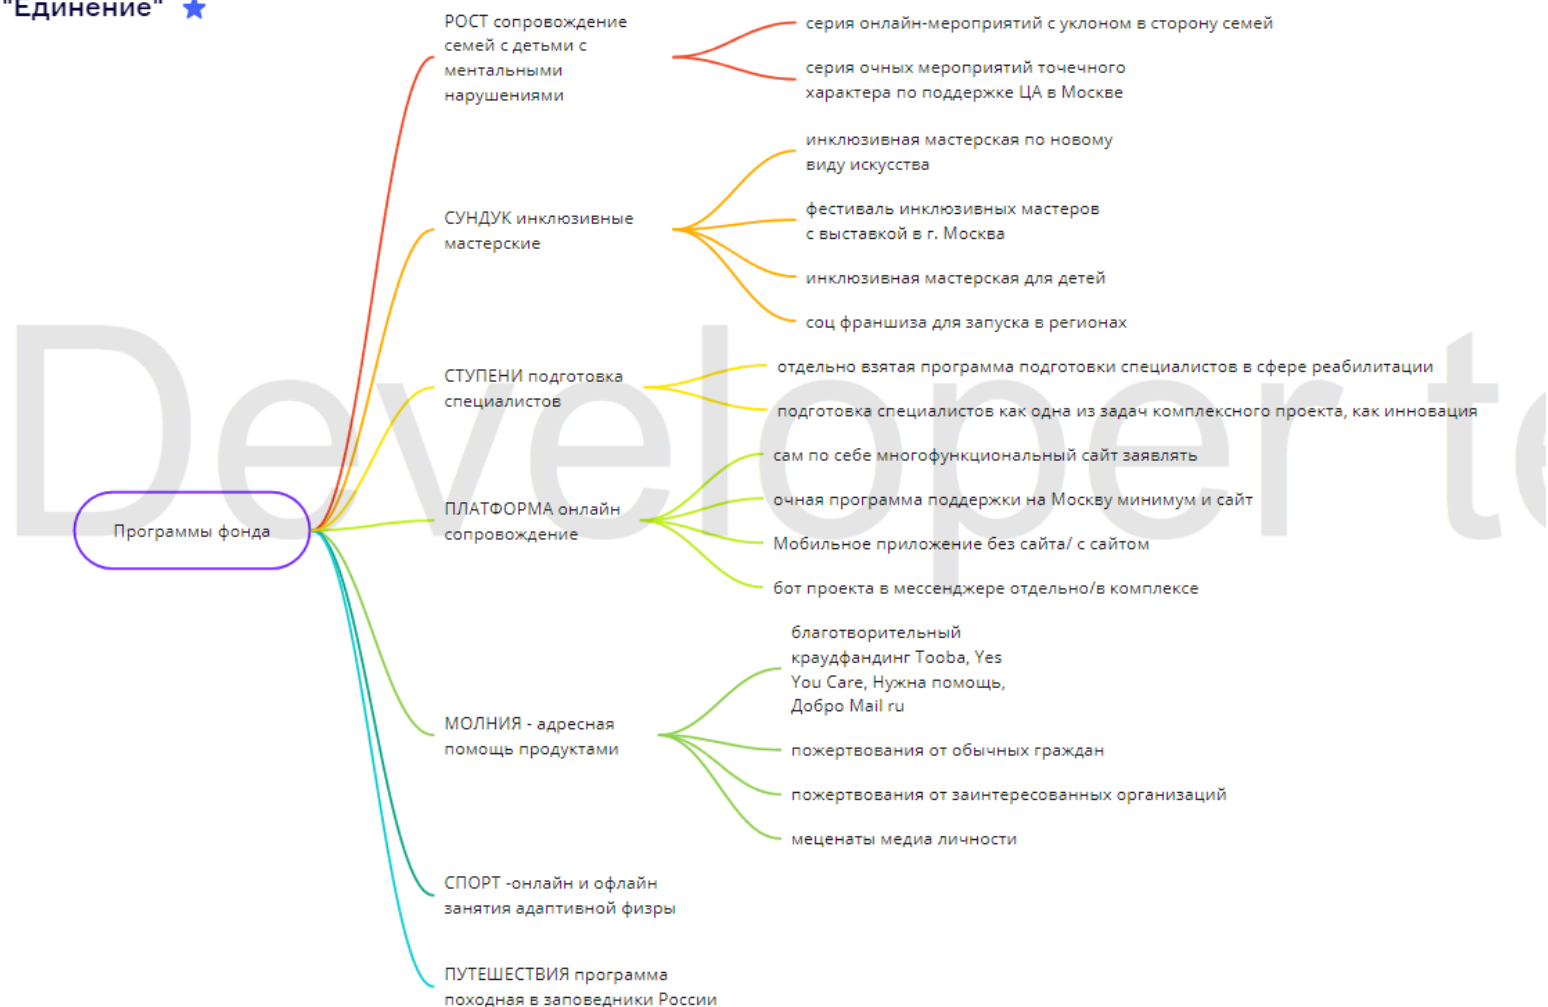 "Единение"
РОСТ сопровождение
семей с детьми с
ментальными
нарушениями
серия онлайн-мероприятий с уклоном в сторону семей
серия очных мероприятий точечного
характера по поддержке ЦА в Москве
СУНДУК инклюзивные
мастерские
инклюзивная мастерская по новому
виду искусства
фестиваль инклюзивных мастеров
с выставкой в г. Москва
инклюзивная мастерская для детей
соц франшиза для запуска в регионах
СТУПЕНИ подготовка
специалистов
отдельно взятая программа подготовки специалистов в сфере реабилитации
подготовка специалистов как одна из задач комплексного проекта, как инновация
Программы фонда
ПЛАТФОРМА онлайн
сопровождение
сам по себе многофункциональный сайт заявлять
очная программа поддержки на Москву минимум и сайт
Мобильное приложение без сайта/ с сайтом
бот проекта в мессенджере отдельно/в комплексе
МОЛНИЯ - адресная
помощь продуктами
благотворительный
краудфандинг Tooba, Yes
You Care, Нужна помощь,
Добро Mail ru
пожертвования от обычных граждан
пожертвования от заинтересованных организаций
меценаты медиа личности
СПОРТ -онлайн и офлайн
занятия адаптивной физры
ПУТЕШЕСТВИЯ программа
походная в заповедники России
Developer te